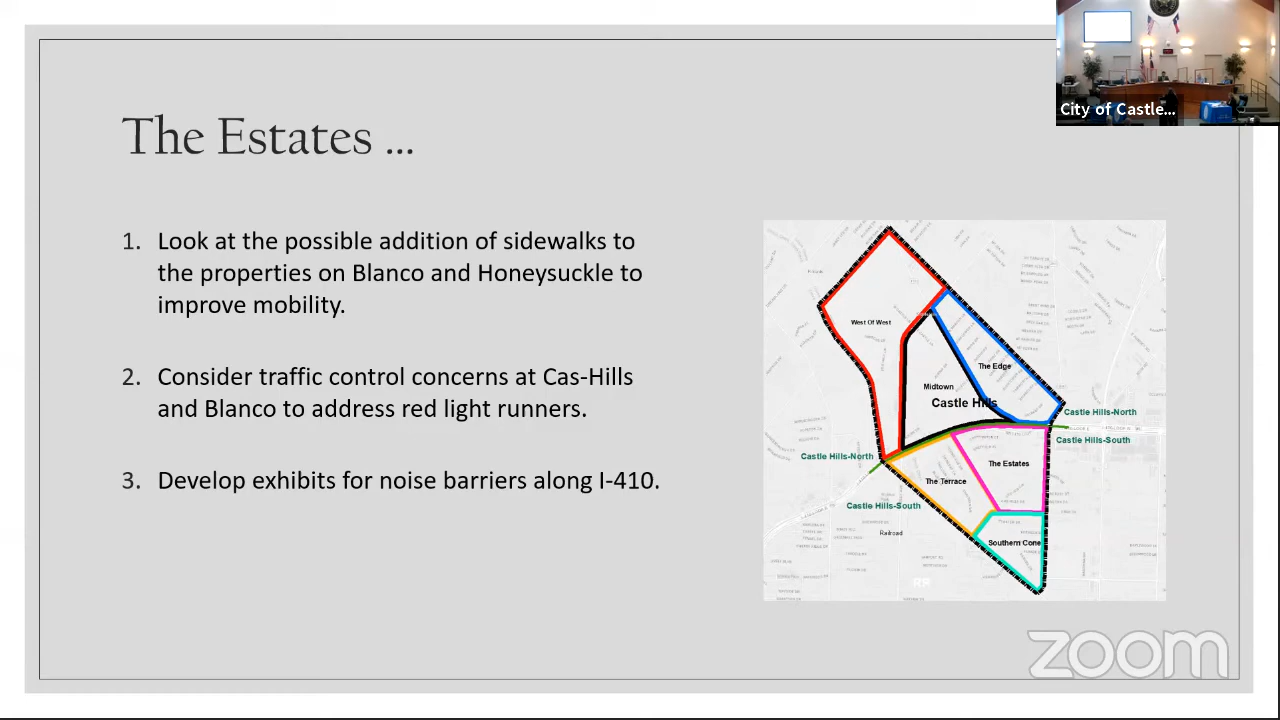 City of Castle...
The Estates ...
1. Look at the possible addition of sidewalks to
the properties on Blanco and Honeysuckle to
improve mobility.
2. Consider traffic control concerns at Cas-Hills
and Blanco to address red light runners.
3. Develop exhibits for noise barriers along I-410.
West Of West
The Edge
Midtown
Castle Hills
Castle Hills-North
Castle Hills-South
Castle Hills-North
The Estates
The Terrace
Castle Hills-South
Railroad
Southern Cone
RR
zoom